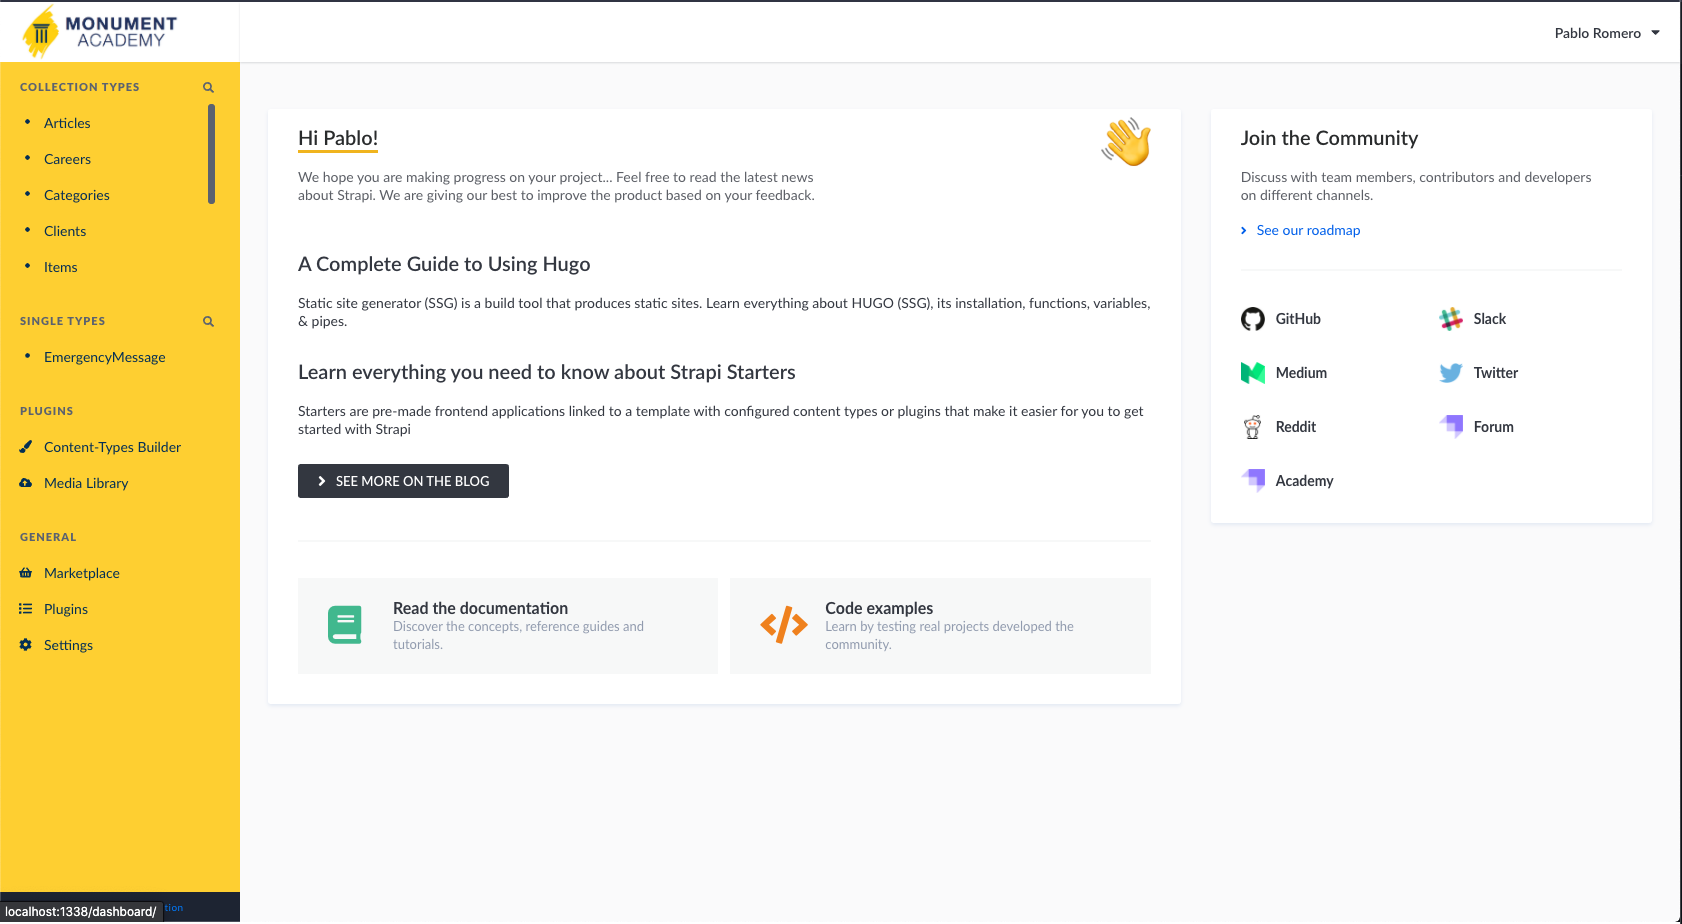 MONUMENT
ACADEMY
Pablo Romero
COLLECTION TYPES
Articles
Careers
Categories
Clients
Items
SINGLE TYPES
EmergencyMessage
PLUGINS
Content-Types Builder
Media Library
GENERAL
Marketplace
Plugins
Settings
localhost:1338/dashboard/
Hi Pablo!
We hope you are making progress on your project... Feel free to read the latest news
about Strapi. We are giving our best to improve the product based on your feedback.
A Complete Guide to Using Hugo
Static site generator (SSG) is a build tool that produces static sites. Learn everything about HUGO (SSG), its installation, functions, variables,
& pipes.
Learn everything you need to know about Strapi Starters
Starters are pre-made frontend applications linked to a template with configured content types or plugins that make it easier for you to get
started with Strapi
SEE MORE ON THE BLOG
Read the documentation
Discover the concepts, reference guides and
tutorials.
Code examples
Learn by testing real projects developed the
community.
Join the Community
Discuss with team members, contributors and developers
on different channels.
See our roadmap
GitHub
Slack
Medium
Twitter
Reddit
Forum
Academy